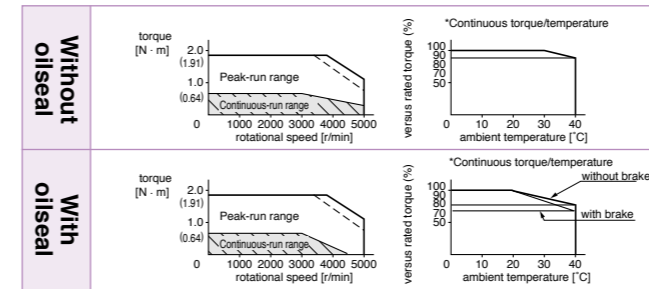 Without
oilseal
torque
[N · m]
2.0
(1.91)
1.0
(0.64)
Peak-run range
Continuous-run range
0 1000 2000 3000 4000 5000
rotational speed [r/min]
*Continuous torque/temperature
versus rated torque (%)
100
90
80
70
50
0 10 20 30 40
ambient temperature [˚C]
With
oilseal
torque
[N · m]
2.0
(1.91)
1.0
(0.64)
Peak-run range
Continuous-run range
0 1000 2000 3000 4000 5000
rotational speed [r/min]
*Continuous torque/temperature
without brake
versus rated torque (%)
100
90
80
70
50
with brake
0 10 20 30 40
ambient temperature [˚C]